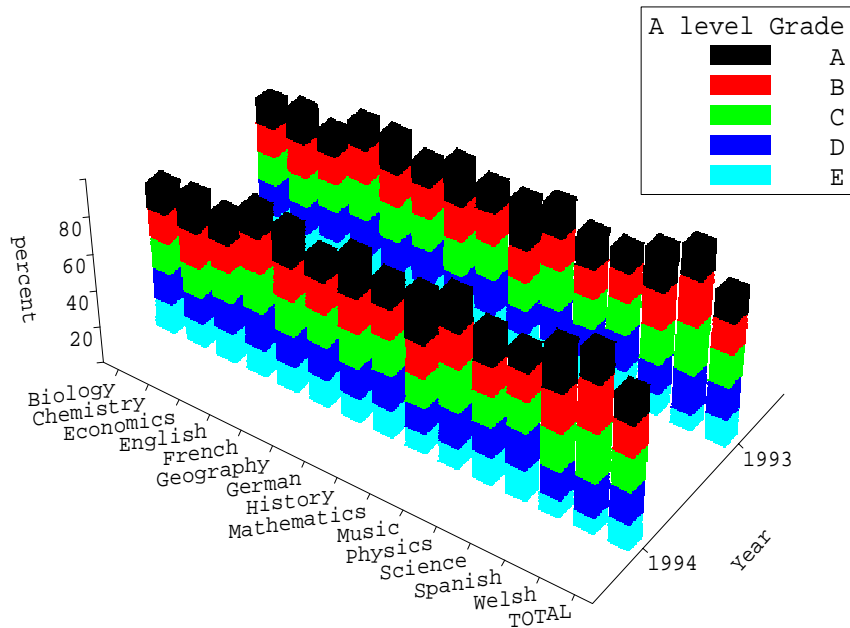 A level Grade
A
B
C
D
E
percent
80
60
40
20
Biology
Chemistry
Economics
English
French
Geography
German
History
Mathematics
Music
Physics
Science
Spanish
Welsh
TOTAL
1993
1994
Year